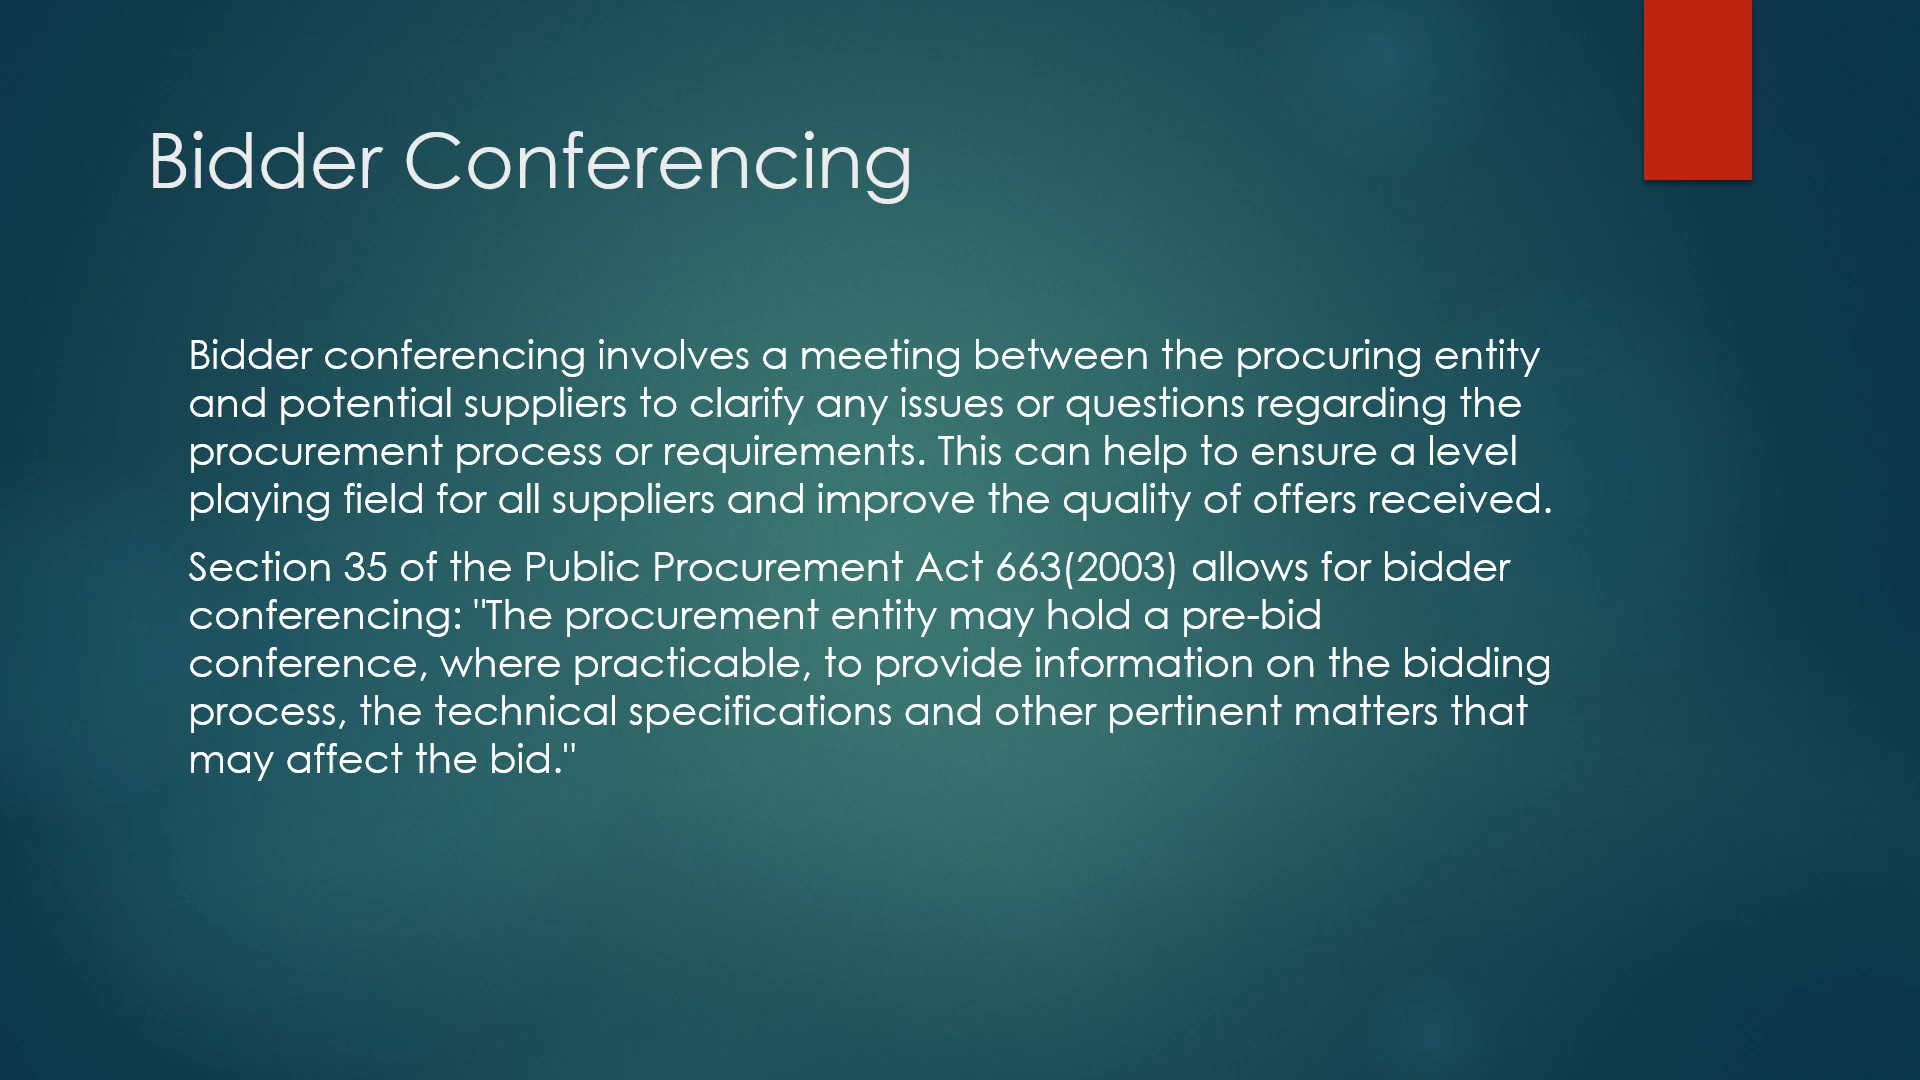 Bidder Conferencing
Bidder conferencing involves a meeting between the procuring entity
and potential suppliers to clarify any issues or questions regarding the
procurement process or requirements. This can help to ensure a level
playing field for all suppliers and improve the quality of offers received.
Section 35 of the Public Procurement Act 663(2003) allows for bidder
conferencing: "The procurement entity may hold a pre-bid
conference, where practicable, to provide information on the bidding
process, the technical specifications and other pertinent matters that
may affect the bid."